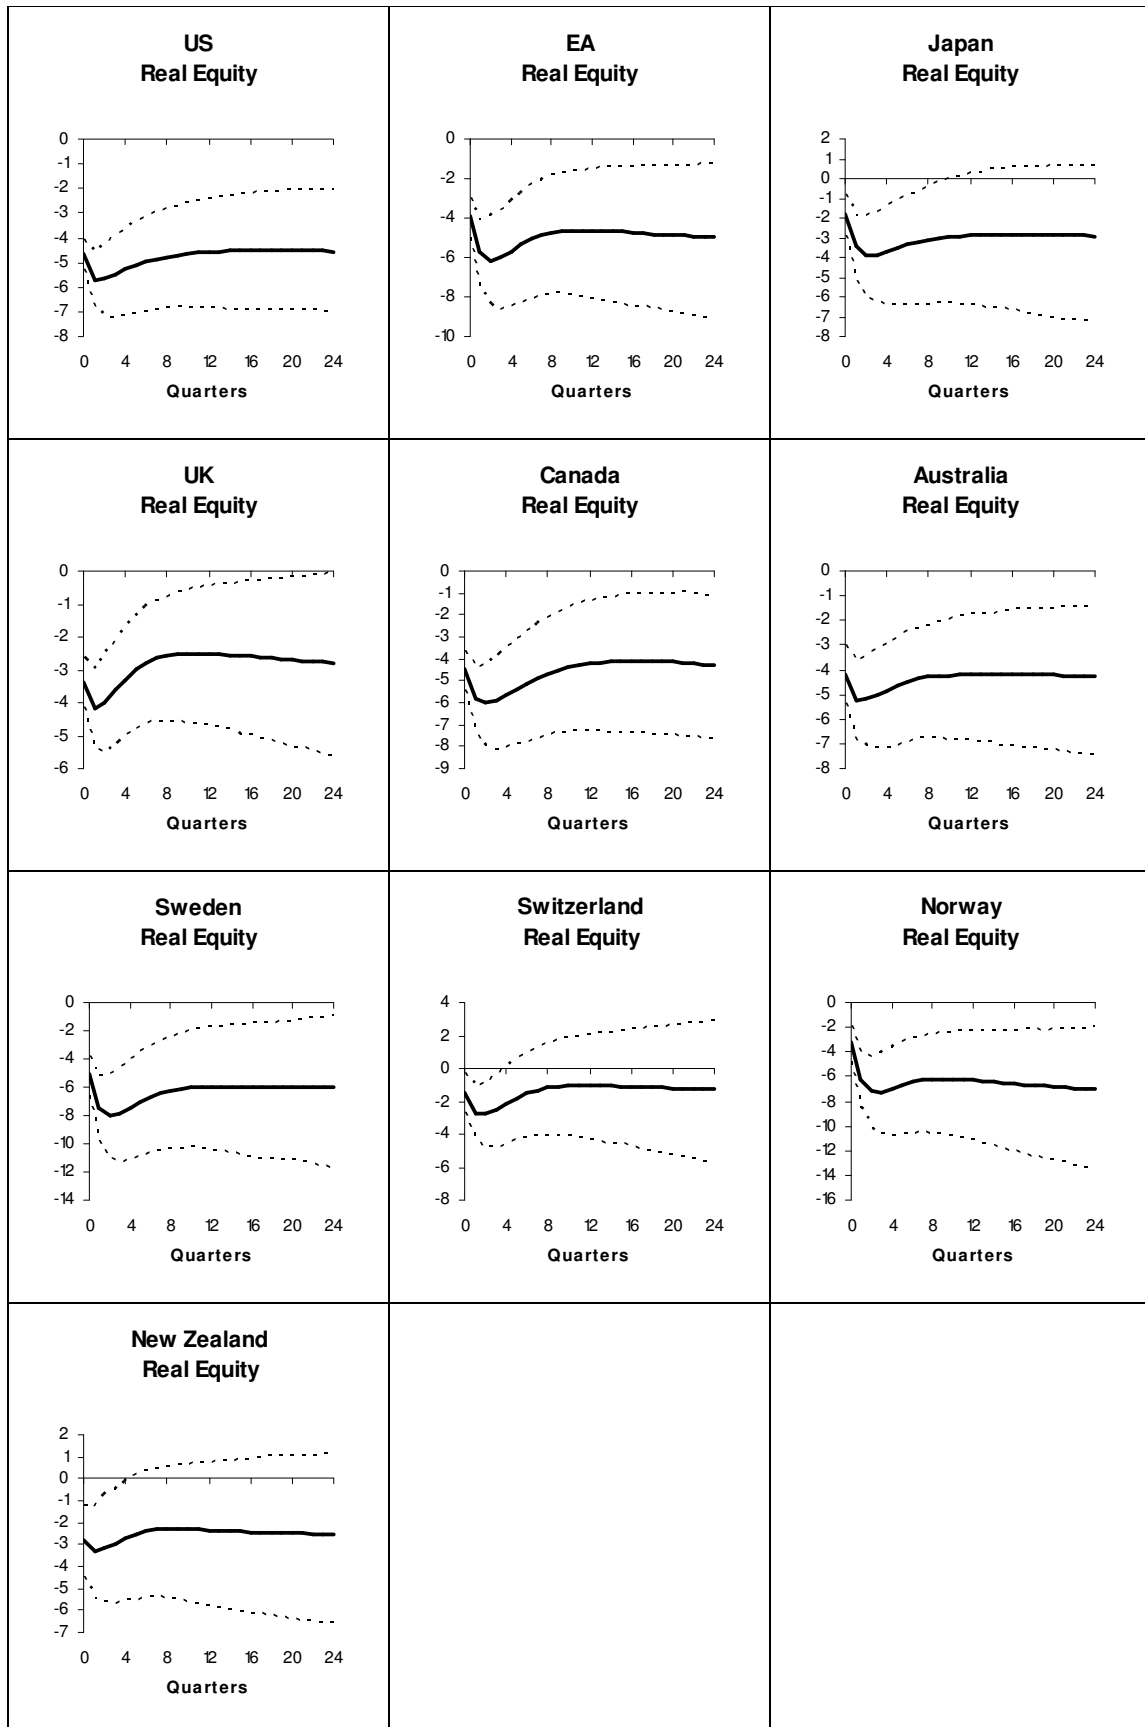 US
Real Equity
0
-1
-2
-3
-4
-5
-6
-7
-8
0 4 8 12 16 20 24
Quarters
EA
Real Equity
0
-2
-4
-6
-8
-10
0 4 8 12 16 20 24
Quarters
Japan
Real Equity
2
1
0
-1
-2
-3
-4
-5
-6
-7
-8
0 4 8 12 16 20 24
Quarters
UK
Real Equity
0
-1
-2
-3
-4
-5
-6
0 4 8 12 16 20 24
Quarters
Canada
Real Equity
0
-1
-2
-3
-4
-5
-6
-7
-8
-9
0 4 8 12 16 20 24
Quarters
Australia
Real Equity
0
-1
-2
-3
-4
-5
-6
-7
-8
0 4 8 12 16 20 24
Quarters
Sweden
Real Equity
0
-2
-4
-6
-8
-10
-12
-14
0 4 8 12 16 20 24
Quarters
Switzerland
Real Equity
4
2
0
-2
-4
-6
-8
0 4 8 12 16 20 24
Quarters
Norway
Real Equity
0
-2
-4
-6
-8
-10
-12
-14
-16
0 4 8 12 16 20 24
Quarters
New Zealand
Real Equity
2
1
0
-1
-2
-3
-4
-5
-6
-7
0 4 8 12 16 20 24
Quarters